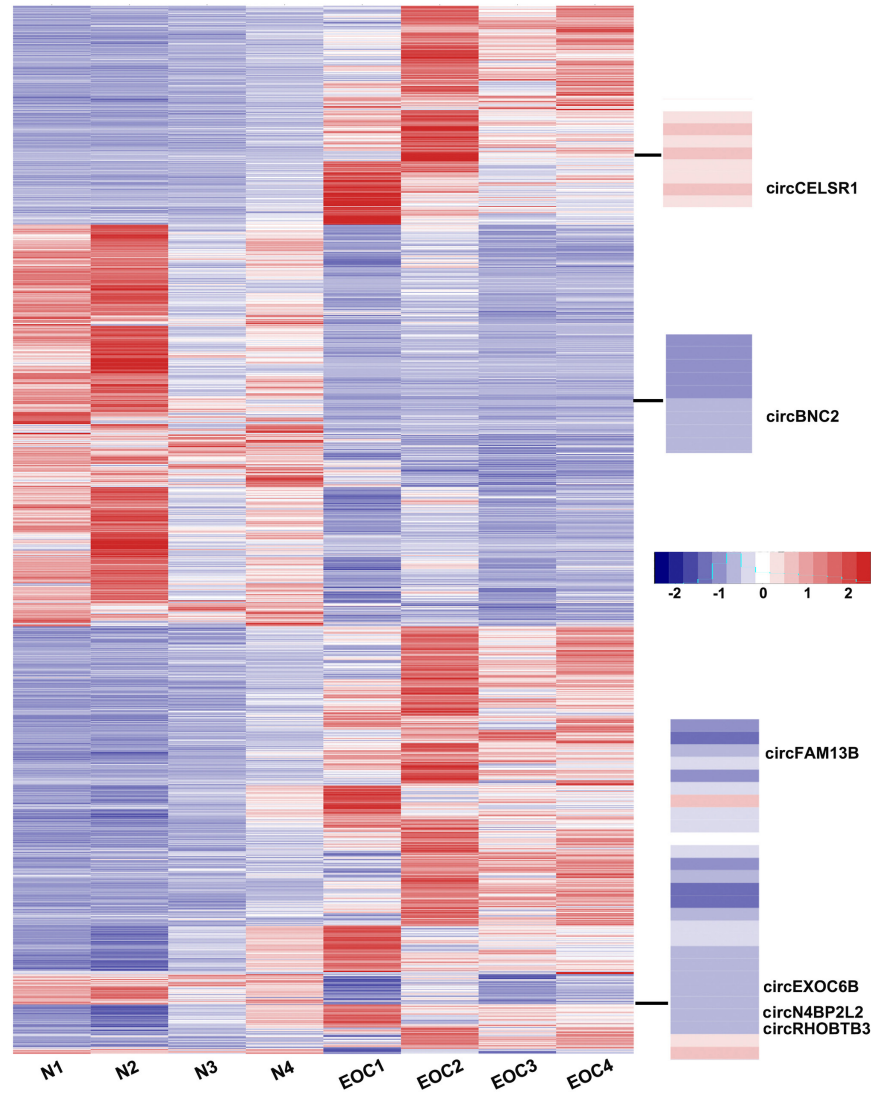 circCELSR1
circBNC2
-2 -1 0 1 2
circFAM13B
circEXOC6B
circN4BP2L2
circRHOBTB3
N1 N2 N3 N4 EOC1 EOC2 EOC3 EOC4